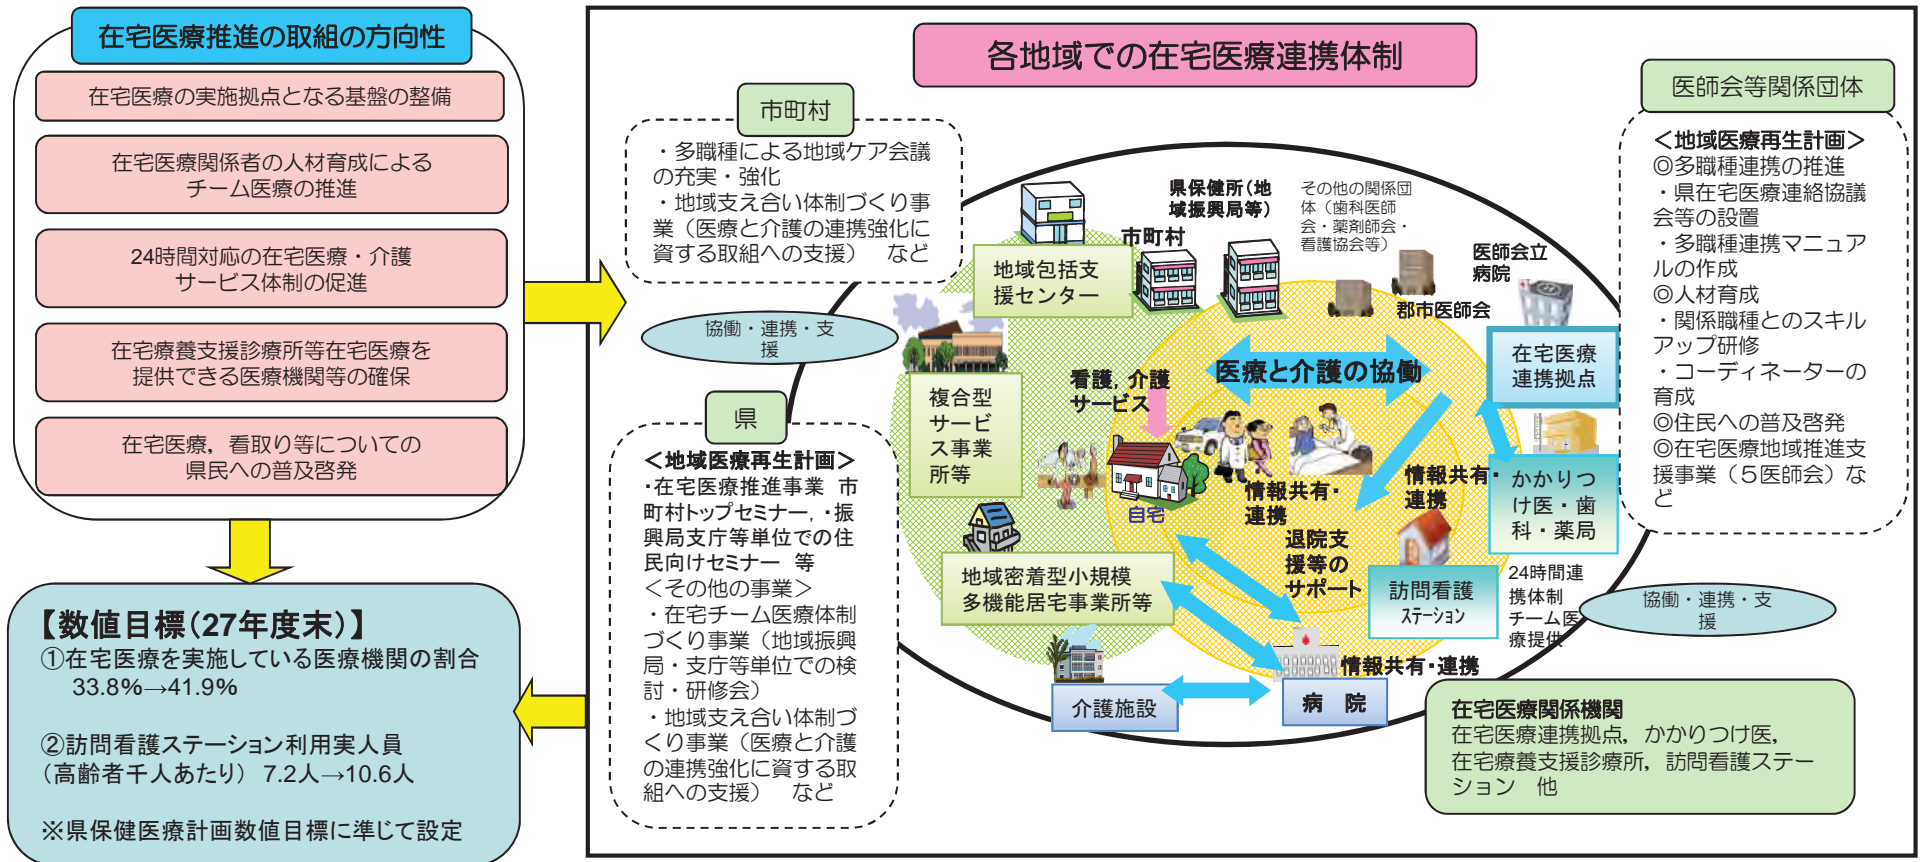 在宅医療推進の取組の方向性
在宅医療の実施拠点となる基盤の整備
在宅医療関係者の人材育成による
チーム医療の推進
24時間対応の在宅医療・介護
サービス体制の促進
在宅療養支援診療所等在宅医療を
提供できる医療機関等の確保
在宅医療，看取り等についての
県民への普及啓発
【数値目標（27年度末）】
①在宅医療を実施している医療機関の割合
33.8%→41.9%
②訪問看護ステーション利用実人員
（高齢者千人あたり） 7.2人→10.6人
※県保健医療計画数値目標に準じて設定
各地域での在宅医療連携体制
市町村
・多職種による地域ケア会議
の充実・強化
・地域支え合い体制づくり事
業（医療と介護の連携強化に
資する取組への支援）　など
協働・連携・支
援
県
＜地域医療再生計画＞
・在宅医療推進事業　市
町村トップセミナー，・振
興局支庁等単位での住
民向けセミナー　等
＜その他の事業＞
・在宅チーム医療体制
づくり事業（地域振興
局・支庁等単位での検
討・研修会）
・地域支え合い体制づ
くり事業（医療と介護
の連携強化に資する取
組への支援）　など
県保健所（地
域振興局等）
その他の関係団
体（歯科医師
会・薬剤師会・
看護協会等）
市町村
医師会立
病院
地域包括支
援センター
郡市医師会
医療と介護の協働
在宅医療
連携拠点
看護，介護
サービス
複合型
サービ
ス事業
所等
自宅
情報共有・
連携
情報共有・
連携
かかりつ
け医・歯
科・薬局
退院支
援等の
サポート
地域密着型小規模
多機能居宅事業所等
訪問看護
ステーション
24時間連
携体制
チーム医
療提供
情報共有・連携
介護施設
病　院
医師会等関係団体
＜地域医療再生計画＞
◎多職種連携の推進
・県在宅医療連絡協議
会等の設置
・多職種連携マニュア
ルの作成
◎人材育成
・関係職種とのスキル
アップ研修
・コーディネーターの
育成
◎住民への普及啓発
◎在宅医療地域推進支
援事業（５医師会）な
ど
協働・連携・支
援
在宅医療関係機関
在宅医療連携拠点，かかりつけ医，
在宅療養支援診療所，訪問看護ステー
ション　他